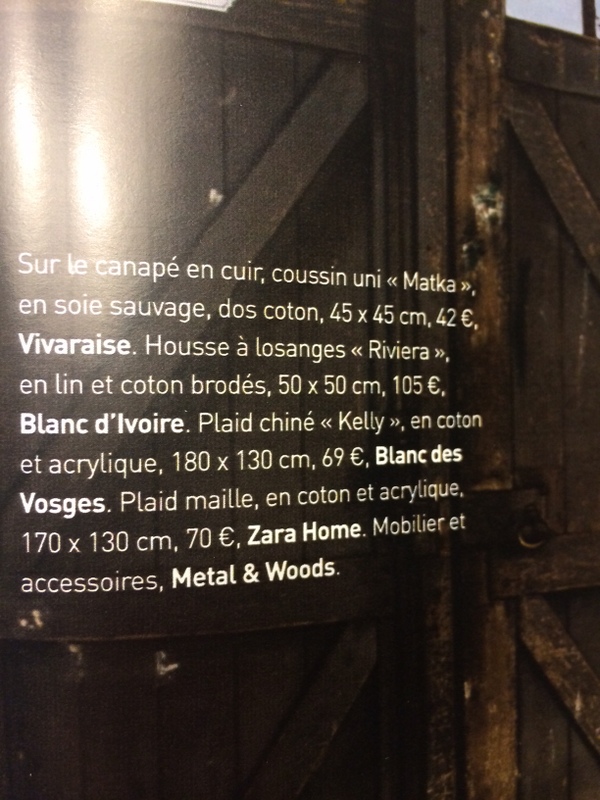 Sur le canapé en cuir, coussin uni « Matka »,
en soie sauvage, dos coton, 45 x 45 cm, 42 €,
Vivaraise. Housse à losanges « Riviera »,
en lin et coton brodés, 50 x 50 cm, 105 €,
Blanc d’Ivoire. Plaid chiné « Kelly », en coton
et acrylique, 180 x 130 cm, 69 €, Blanc des
Vosges. Plaid maille, en coton et acrylique,
170 x 130 cm, 70 €, Zara Home. Mobilier et
accessoires, Metal & Woods.